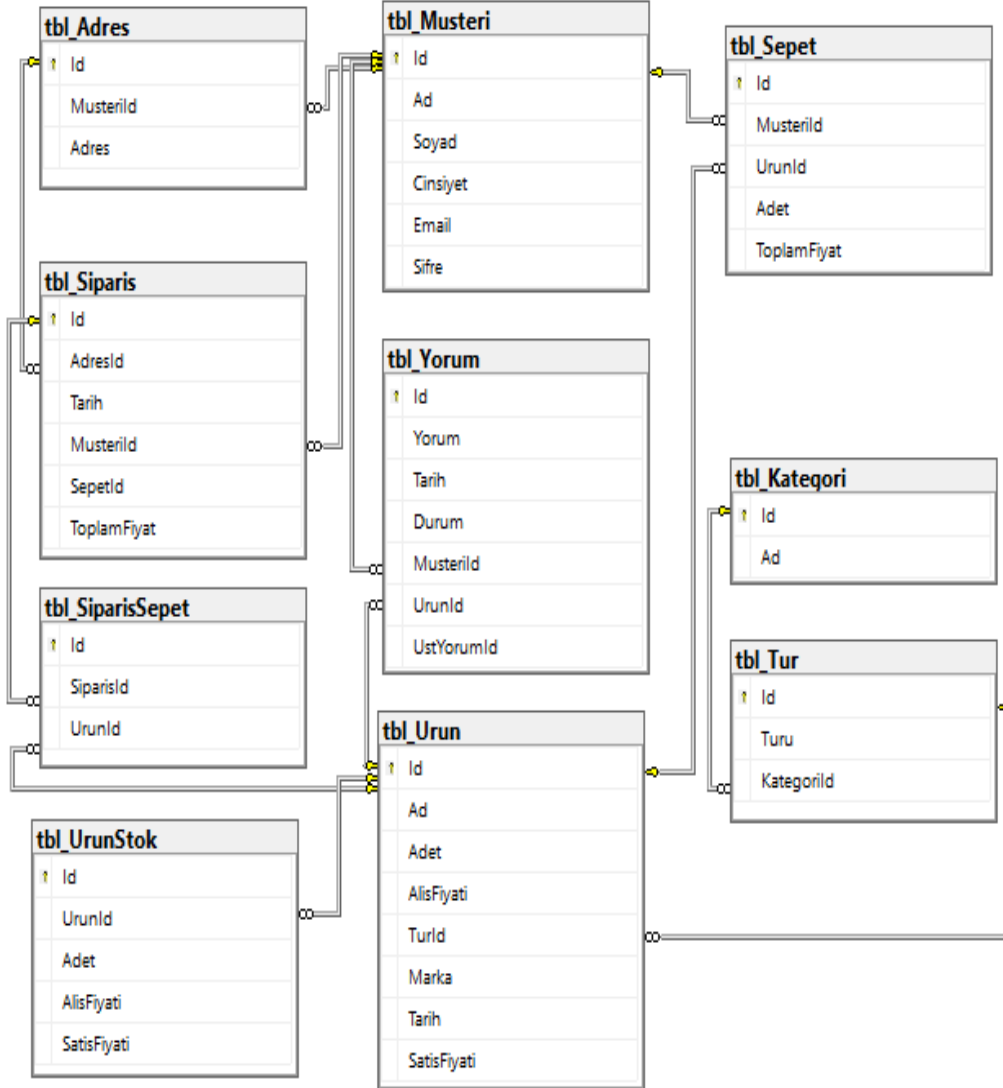 tbl_Adres
Id
MusteriId
Adres
tbl_Musteri
Id
Ad
Soyad
Cinsiyet
Email
Sifre
tbl_Sepet
Id
MusteriId
UrunId
Adet
ToplamFiyat
tbl_Siparis
Id
AdresId
Tarih
MusteriId
SepetId
ToplamFiyat
tbl_Yorum
Id
Yorum
Tarih
Durum
MusteriId
UrunId
UstYorumId
tbl_Kategori
Id
Ad
tbl_SiparisSepet
Id
SiparisId
UrunId
tbl_Tur
Id
Turu
KategoriId
tbl_Urun
Id
Ad
Adet
AlisFiyati
TurId
Marka
Tarih
SatisFiyati
tbl_UrunStok
Id
UrunId
Adet
AlisFiyati
SatisFiyati